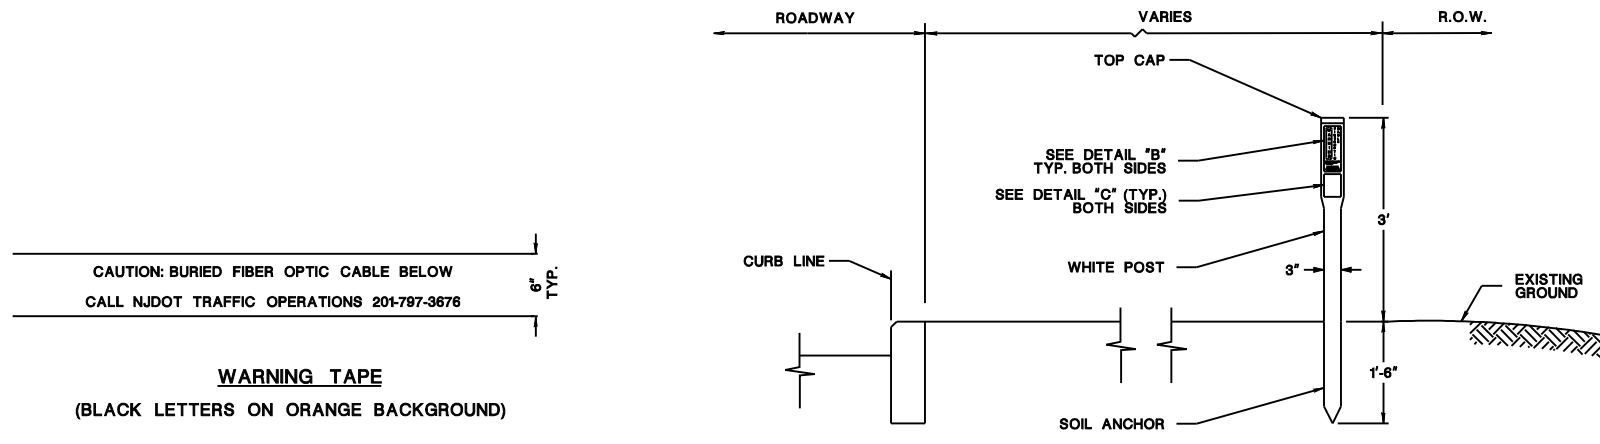 ROADWAY
VARIES
R.O.W.
TOP CAP
SEE DETAIL "B"
TYP. BOTH SIDES
SEE DETAIL "C" (TYP.)
BOTH SIDES
3'
CURB LINE
WHITE POST
3"
EXISTING
GROUND
1'-6"
SOIL ANCHOR
CAUTION: BURIED FIBER OPTIC CABLE BELOW
CALL NJDOT TRAFFIC OPERATIONS 201-797-3676
6"
TYP.
WARNING TAPE
(BLACK LETTERS ON ORANGE BACKGROUND)